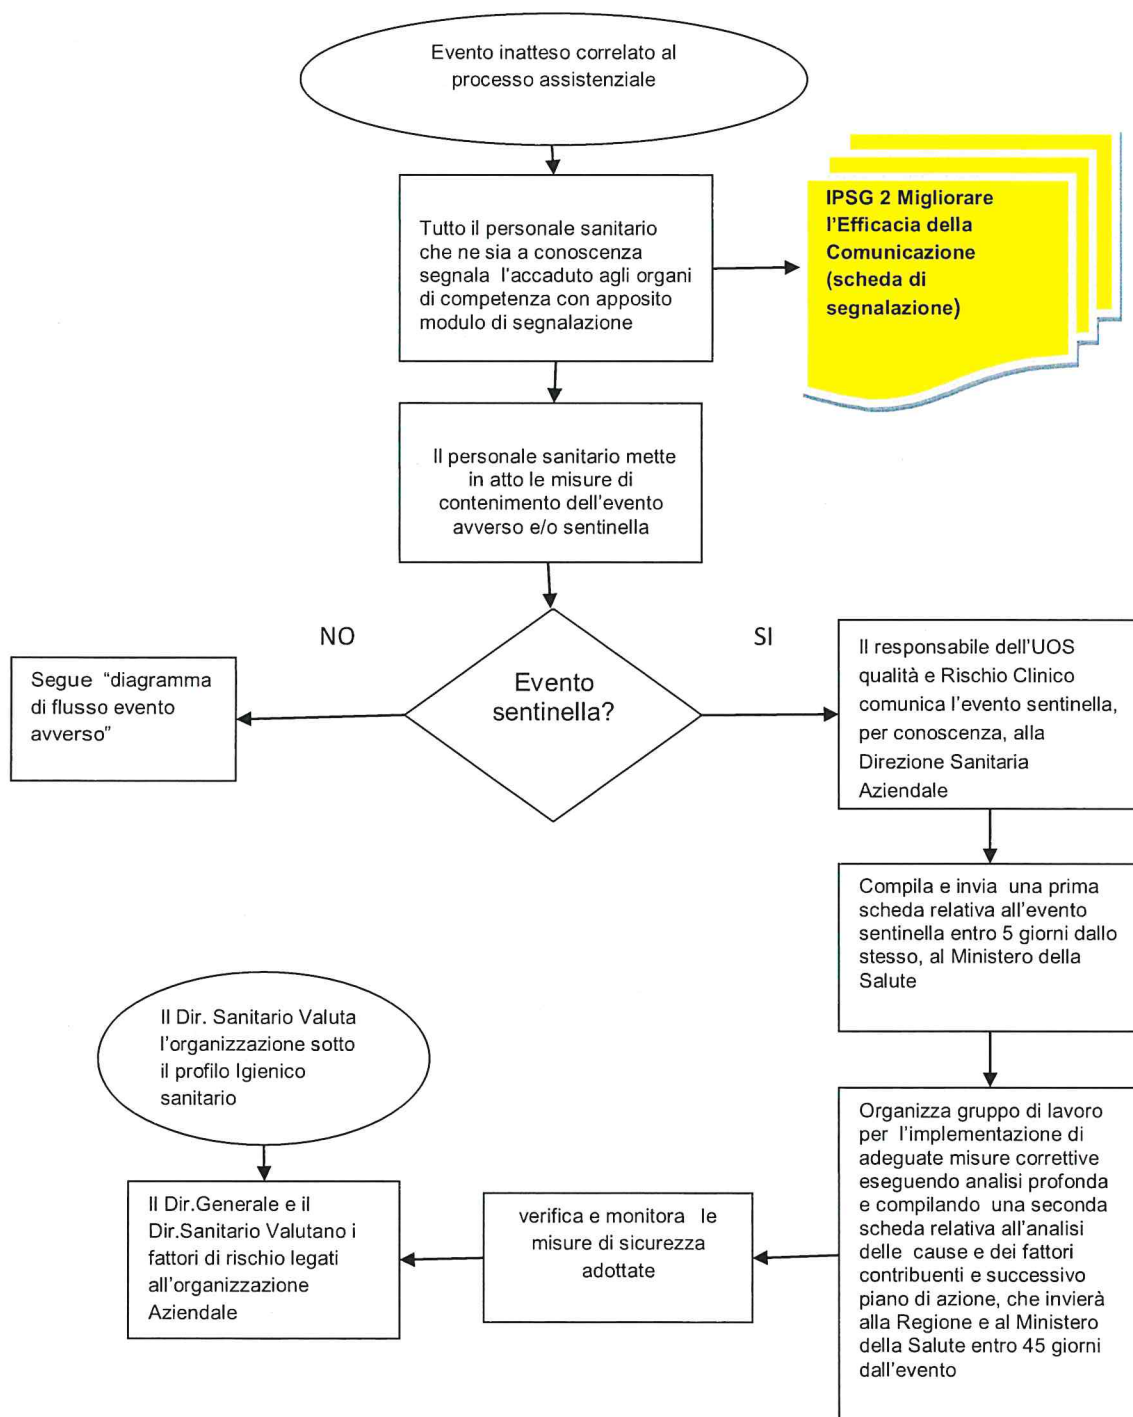 Evento inatteso correlato al
processo assistenziale
Tutto il personale sanitario
che ne sia a conoscenza
segnala l'accaduto agli organi
di competenza con apposito
modulo di segnalazione
IPSG 2 Migliorare
l'Efficacia della
Comunicazione
(scheda di
segnalazione)
Il personale sanitario mette
in atto le misure di
contenimento dell'evento
avverso e/o sentinella
NO
SI
Evento
sentinella?
Segue "diagramma
di flusso evento
avverso"
Il responsabile dell'UOS
qualità e Rischio Clinico
comunica l'evento sentinella,
per conoscenza, alla
Direzione Sanitaria
Aziendale
Compila e invia una prima
scheda relativa all'evento
sentinella entro 5 giorni dallo
stesso, al Ministero della
Salute
Organizza gruppo di lavoro
per l'implementazione di
adeguate misure correttive
eseguendo analisi profonda
e compilando una seconda
scheda relativa all'analisi
delle cause e dei fattori
contribuenti e successivo
piano di azione, che invierà
alla Regione e al Ministero
della Salute entro 45 giorni
dall'evento
verifica e monitora le
misure di sicurezza
adottate
Il Dir. Sanitario Valuta
l'organizzazione sotto
il profilo Igienico
sanitario
Il Dir.Generale e il
Dir.Sanitario Valutano i
fattori di rischio legati
all'organizzazione
Aziendale